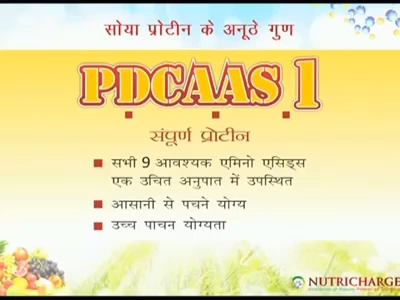 सोया प्रोटीन के अनूठे गुण
PDCAAS 1
संपूर्ण प्रोटीन
सभी 9 आवश्यक एमिनो एसिड्स
एक उचित अनुपात में उपस्थित
आसानी से पचने योग्य
उच्च पाचन योग्यता
NUTRICHARGE